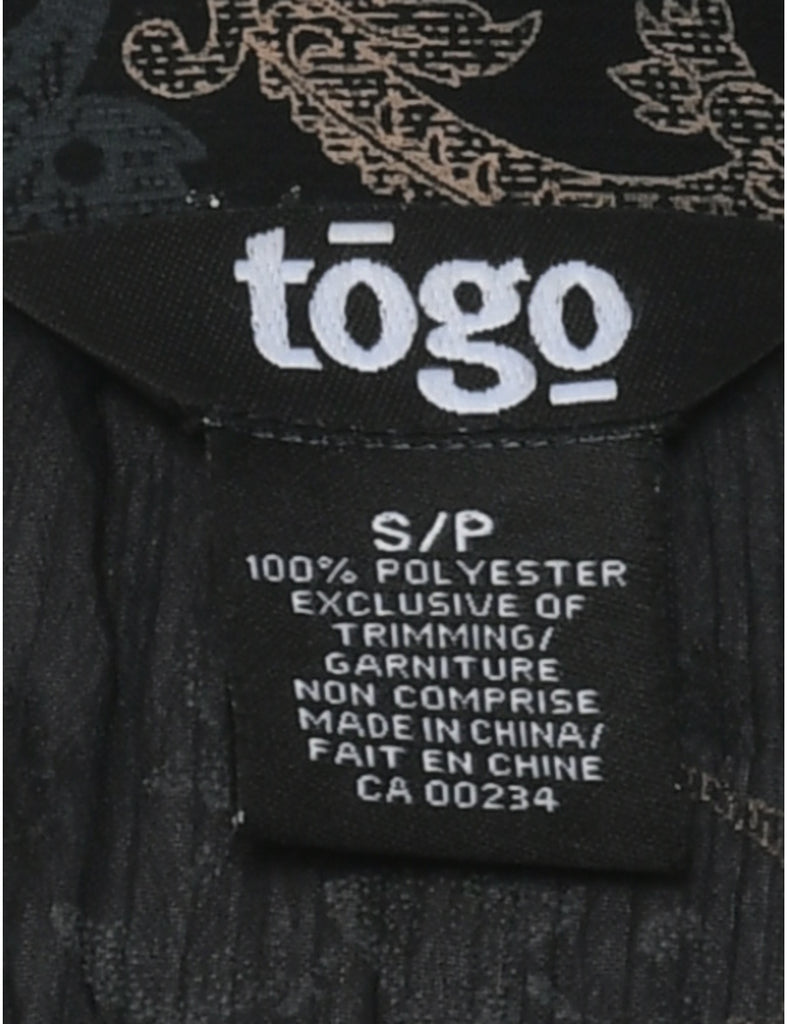 tōgo
S/P
100% POLYESTER
EXCLUSIVE OF
TRIMMING/
GARNITURE
NON COMPRISE
MADE IN CHINA/
FAIT EN CHINE
CA 00234